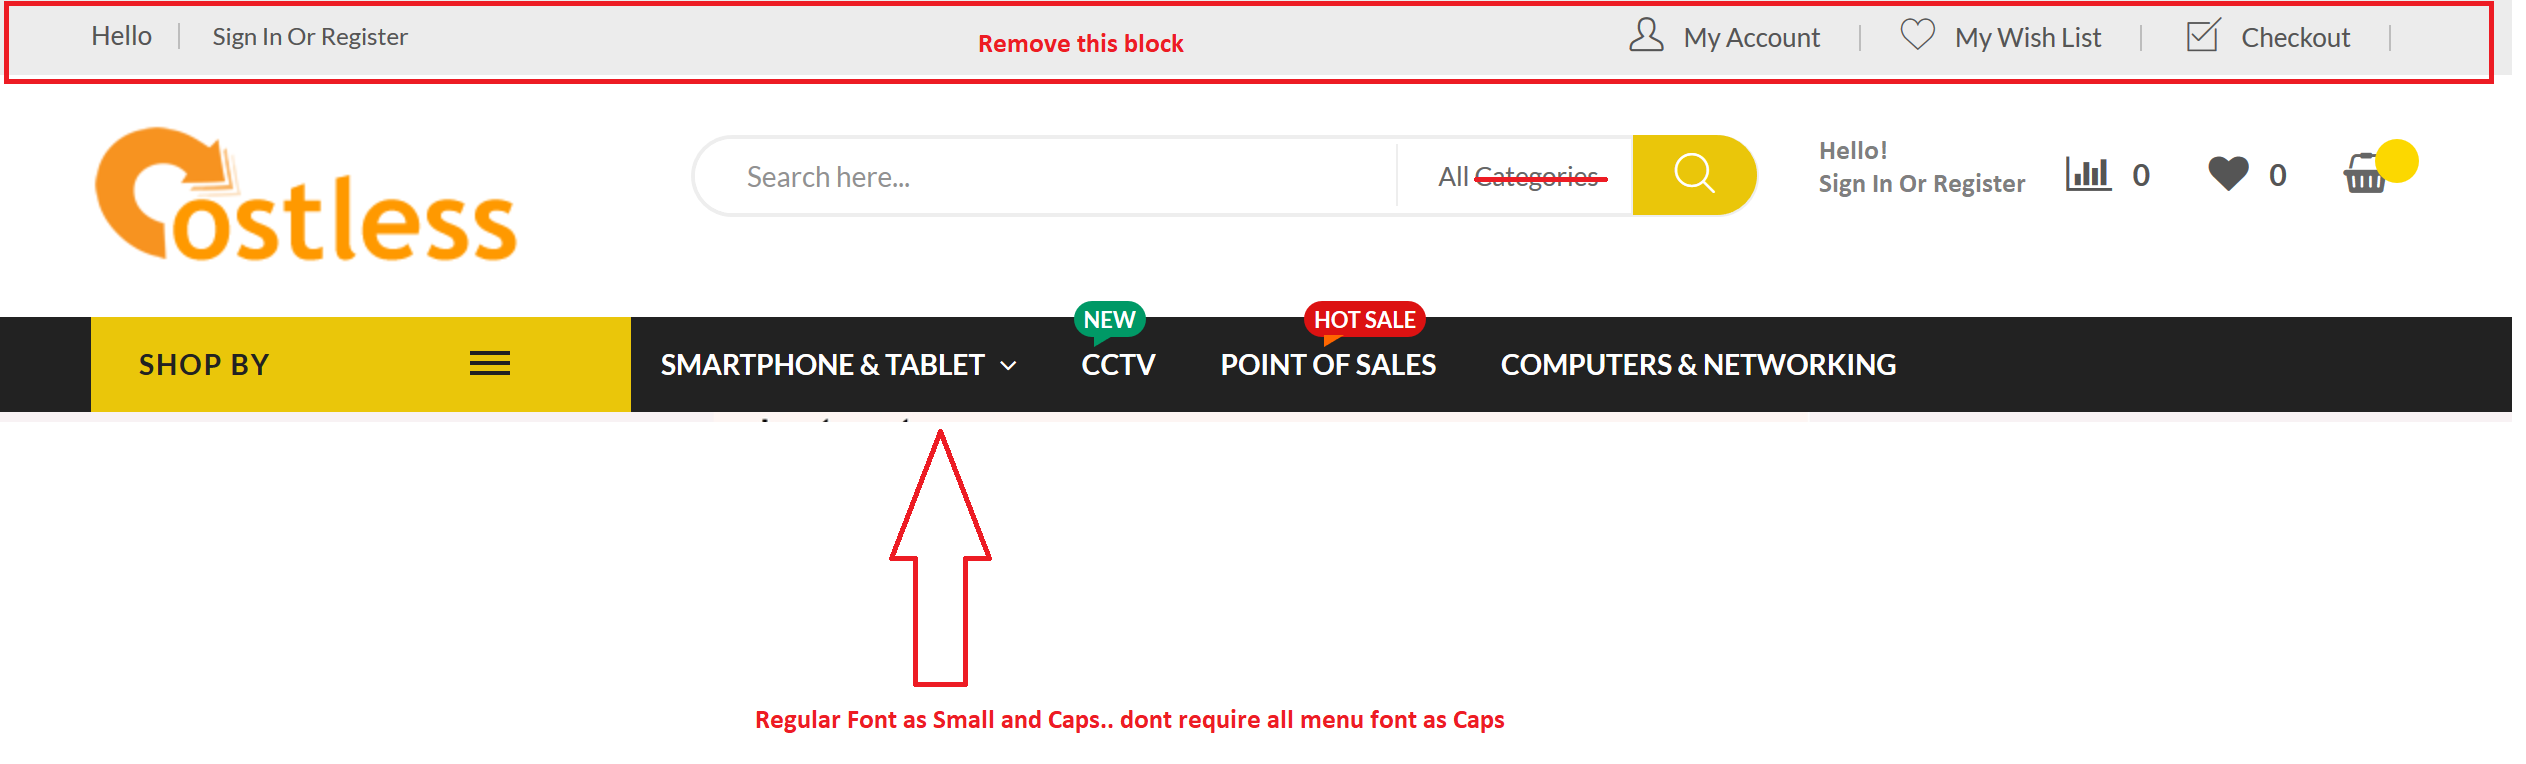 Hello
Sign In Or Register
Remove this block
My Account
My Wish List
Checkout
Costless
Search here...
All Categories
Hello!
Sign In Or Register
0
0
SHOP BY
SMARTPHONE & TABLET
NEW
CCTV
HOT SALE
POINT OF SALES
COMPUTERS & NETWORKING
Regular Font as Small and Caps.. dont require all menu font as Caps